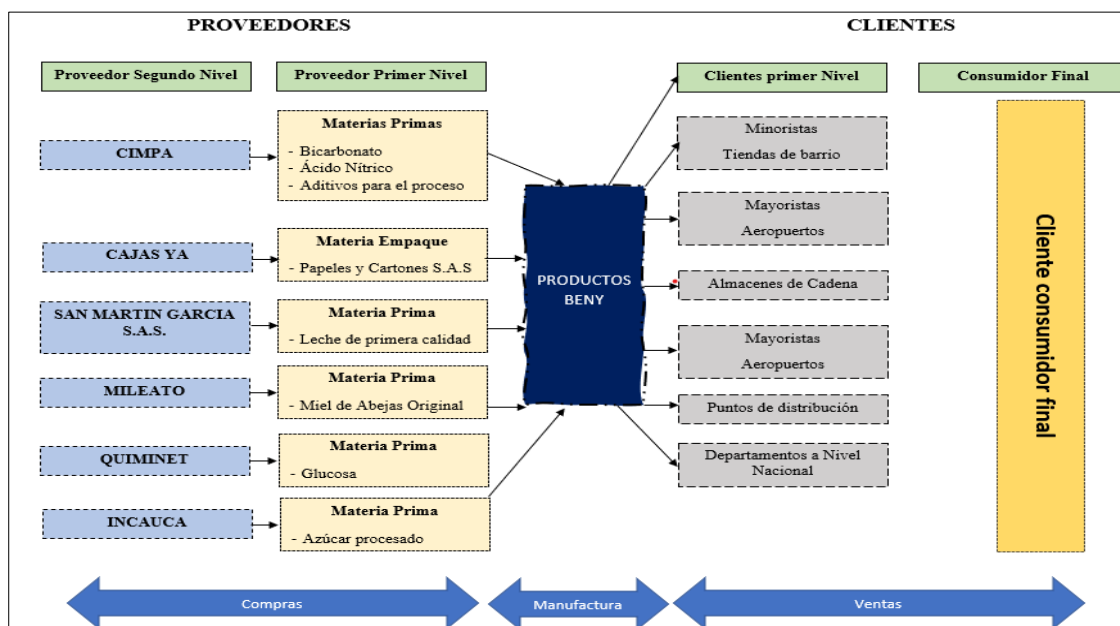 PROVEEDORES
CLIENTES
Proveedor Segundo Nivel
Proveedor Primer Nivel
Clientes primer Nivel
Consumidor Final
CIMPA
Materias Primas
- Bicarbonato
- Ácido Nítrico
- Aditivos para el proceso
CAJAS YA
Materia Empaque
- Papeles y Cartones S.A.S
SAN MARTIN GARCIA
S.A.S.
Materia Prima
- Leche de primera calidad
MILEATO
Materia Prima
- Miel de Abejas Original
QUIMINET
Materia Prima
- Glucosa
INCAUCA
Materia Prima
- Azúcar procesado
PRODUCTOS
BENY
Minoristas
Tiendas de barrio
Mayoristas
Aeropuertos
Almacenes de Cadena
Mayoristas
Aeropuertos
Puntos de distribución
Departamentos a Nivel
Nacional
Cliente consumidor final
Compras
Manufactura
Ventas